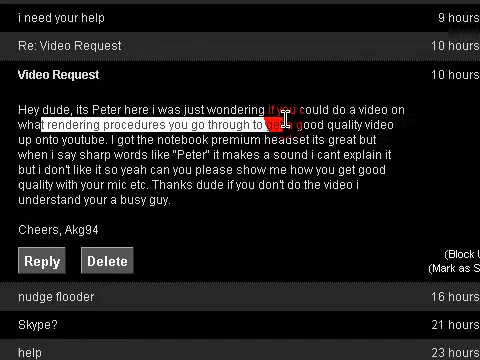 i need your help 9 hours
Re: Video Request 10 hours
Video Request 10 hours
Hey dude, its Peter here i was just wondering if you could do a video on
what rendering procedures you go through to get a good quality video
up onto youtube. I got the notebook premium headset its great but
when i say sharp words like "Peter" it makes a sound i cant explain it
but i don't like it so yeah can you please show me how you get good
quality with your mic etc. Thanks dude if you don't do the video i
understand your a busy guy.
Cheers, Akg94
Reply Delete
(Block U
(Mark as S
nudge flooder 16 hours
Skype? 21 hours
help 23 hours